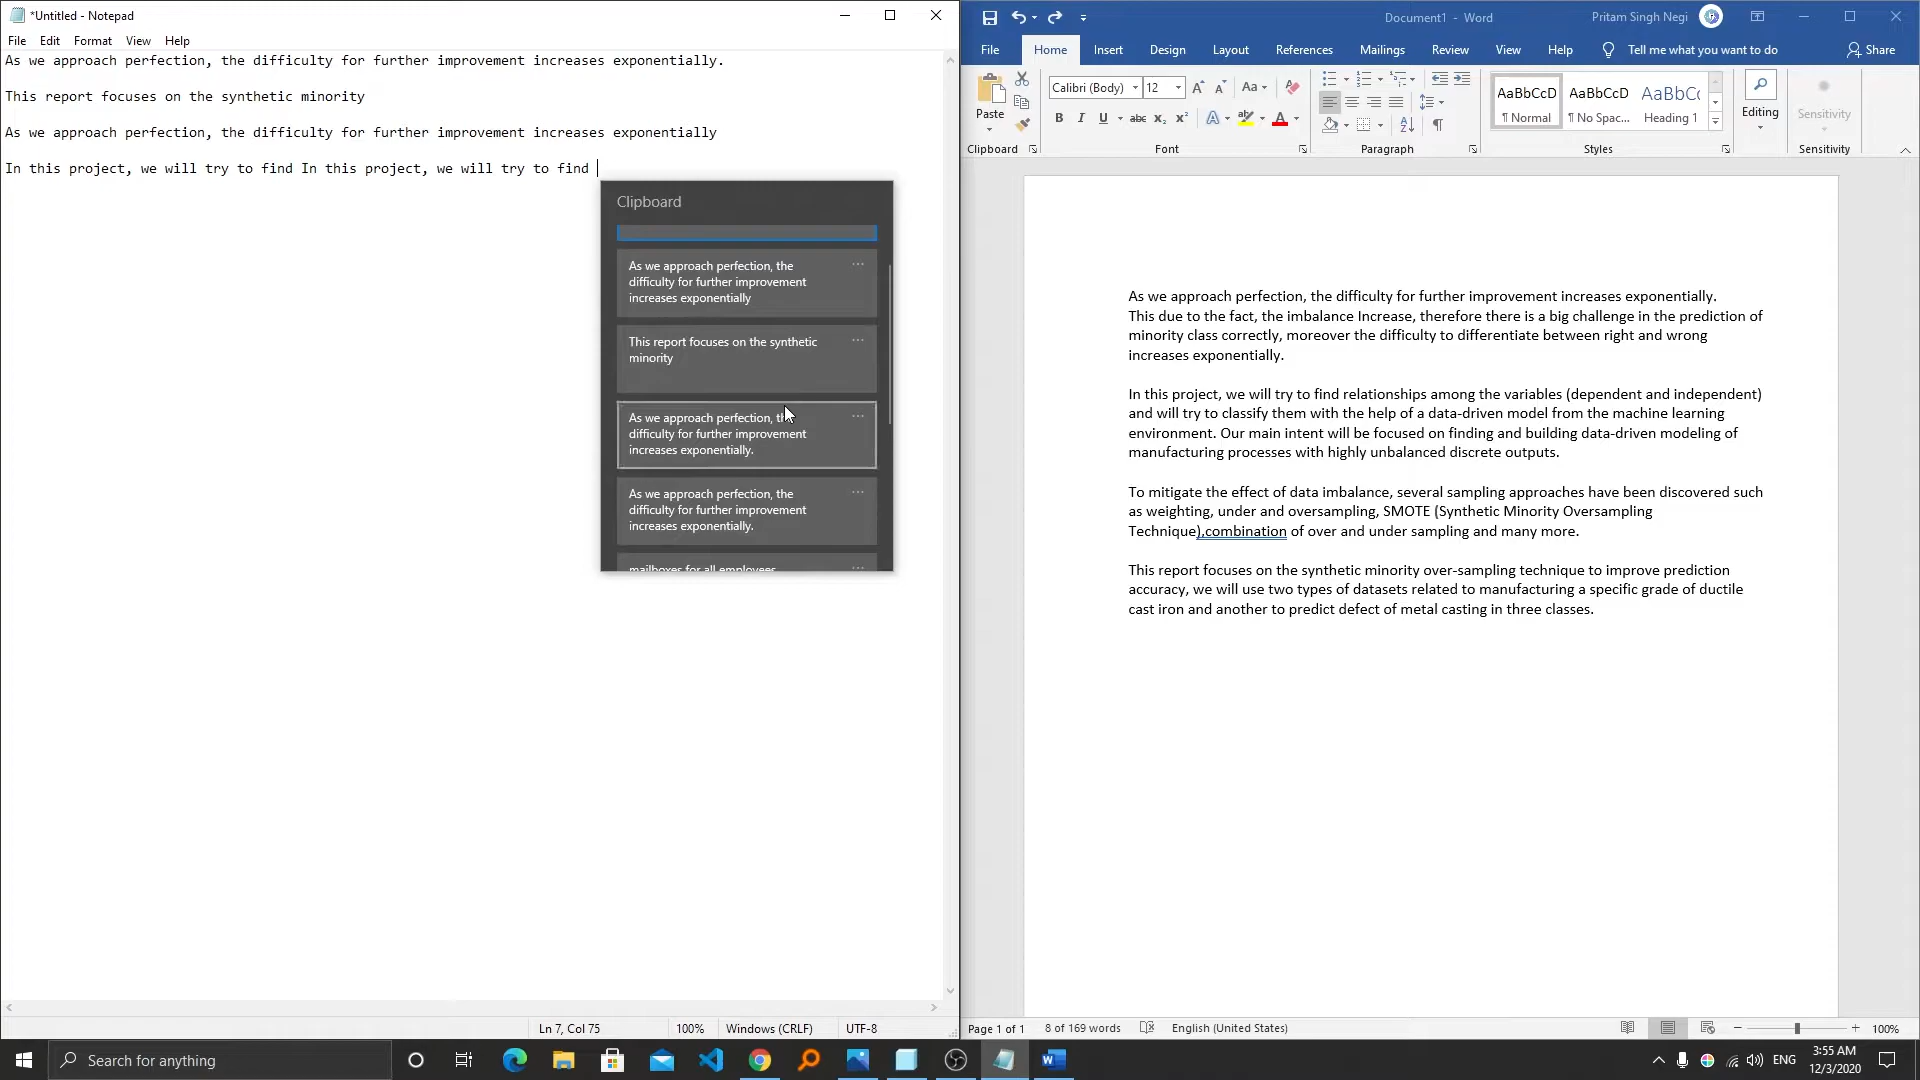 *Untitled - Notepad
File Edit Format View Help
As we approach perfection, the difficulty for further improvement increases exponentially.
This report focuses on the synthetic minority
As we approach perfection, the difficulty for further improvement increases exponentially
In this project, we will try to find In this project, we will try to find
Clipboard
As we approach perfection, the
difficulty for further improvement
increases exponentially
This report focuses on the synthetic
minority
As we approach perfection, th
difficulty for further improvement
increases exponentially.
As we approach perfection, the
difficulty for further improvement
increases exponentially.
mailboxes for all employees
Ln 7, Col 75 100% Windows (CRLF) UTF-8
Document1 - Word Pritam Singh Negi
File Home Insert Design Layout References Mailings Review View Help Tell me what you want to do Share
Paste
Calibri (Body) 12 Aa
B I U abc x₂ x² A A
AaBbCcD AaBbCcD AaBbCc
¶ Normal ¶ No Spac... Heading 1
Editing
Sensitivity
Clipboard Font Paragraph Styles Sensitivity
As we approach perfection, the difficulty for further improvement increases exponentially.
This due to the fact, the imbalance Increase, therefore there is a big challenge in the prediction of
minority class correctly, moreover the difficulty to differentiate between right and wrong
increases exponentially.
In this project, we will try to find relationships among the variables (dependent and independent)
and will try to classify them with the help of a data-driven model from the machine learning
environment. Our main intent will be focused on finding and building data-driven modeling of
manufacturing processes with highly unbalanced discrete outputs.
To mitigate the effect of data imbalance, several sampling approaches have been discovered such
as weighting, under and oversampling, SMOTE (Synthetic Minority Oversampling
Technique),combination of over and under sampling and many more.
This report focuses on the synthetic minority over-sampling technique to improve prediction
accuracy, we will use two types of datasets related to manufacturing a specific grade of ductile
cast iron and another to predict defect of metal casting in three classes.
Page 1 of 1 8 of 169 words English (United States) 100%
Search for anything
ENG
3:55 AM
12/3/2020